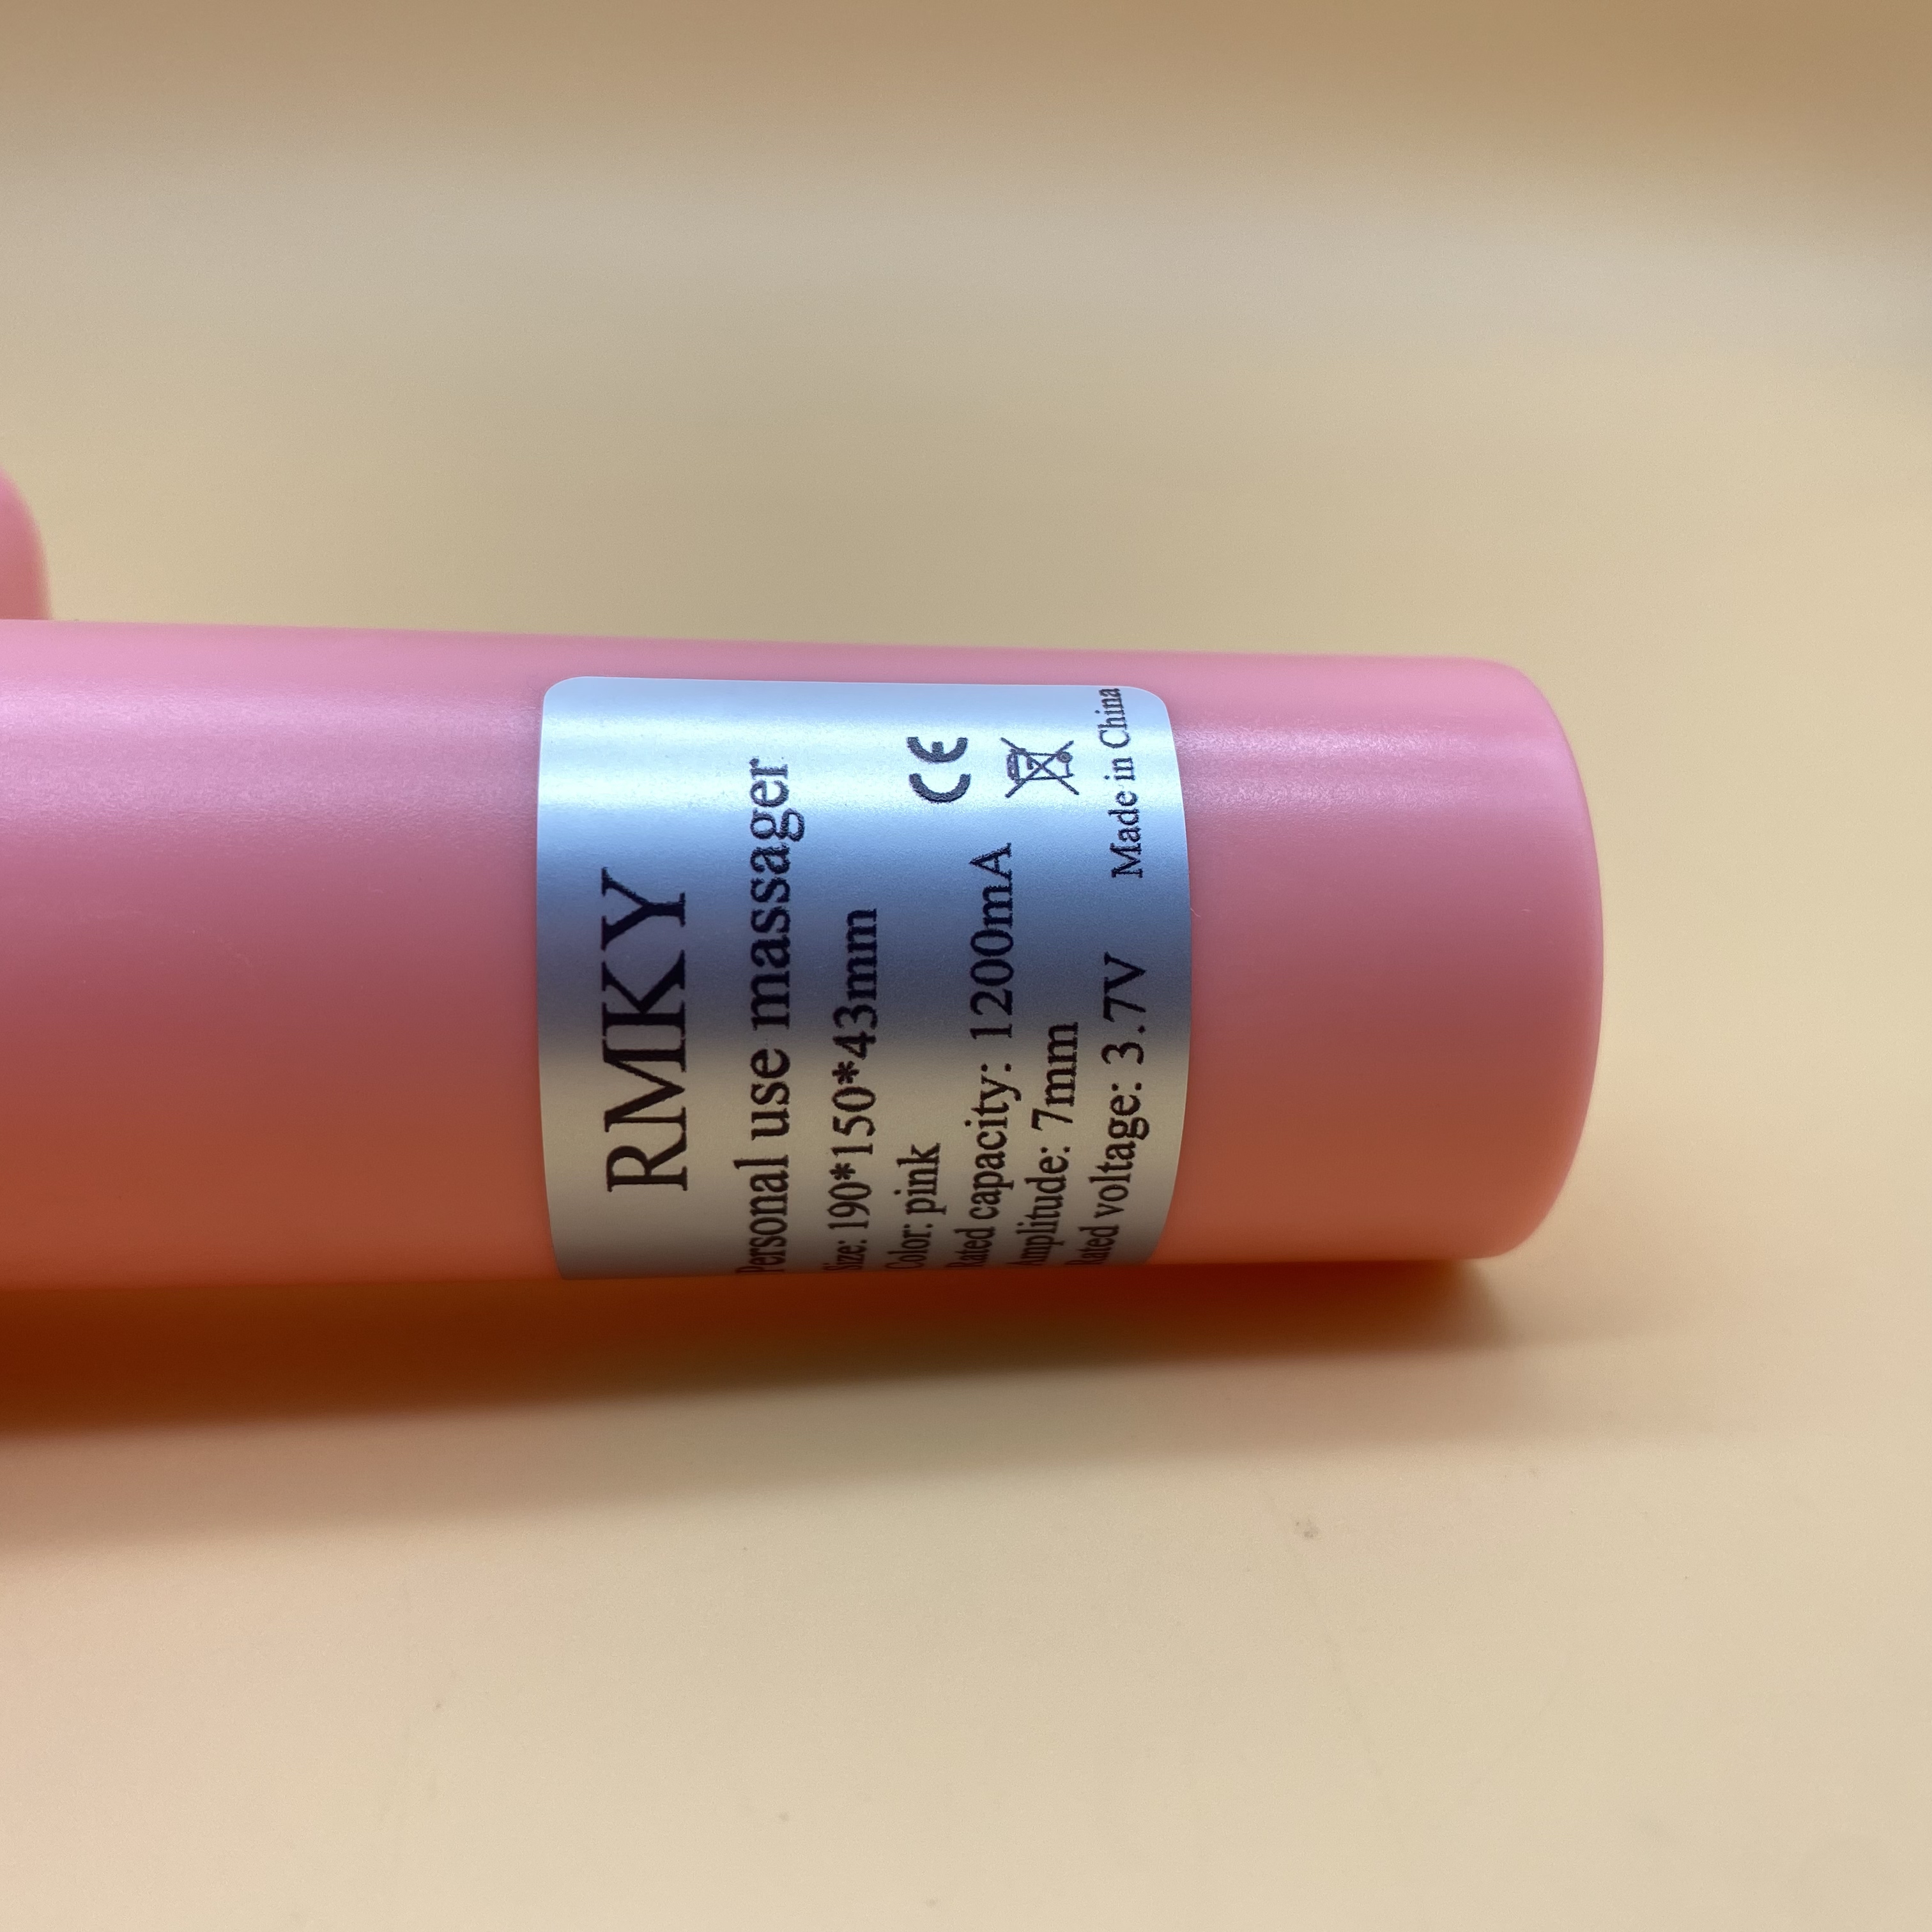 RMKY
Personal use massager
Size: 190*150*43mm
Color: pink
Rated capacity: 1200mA
Amplitude: 7mm
Rated voltage: 3.7V
CE
Made in China